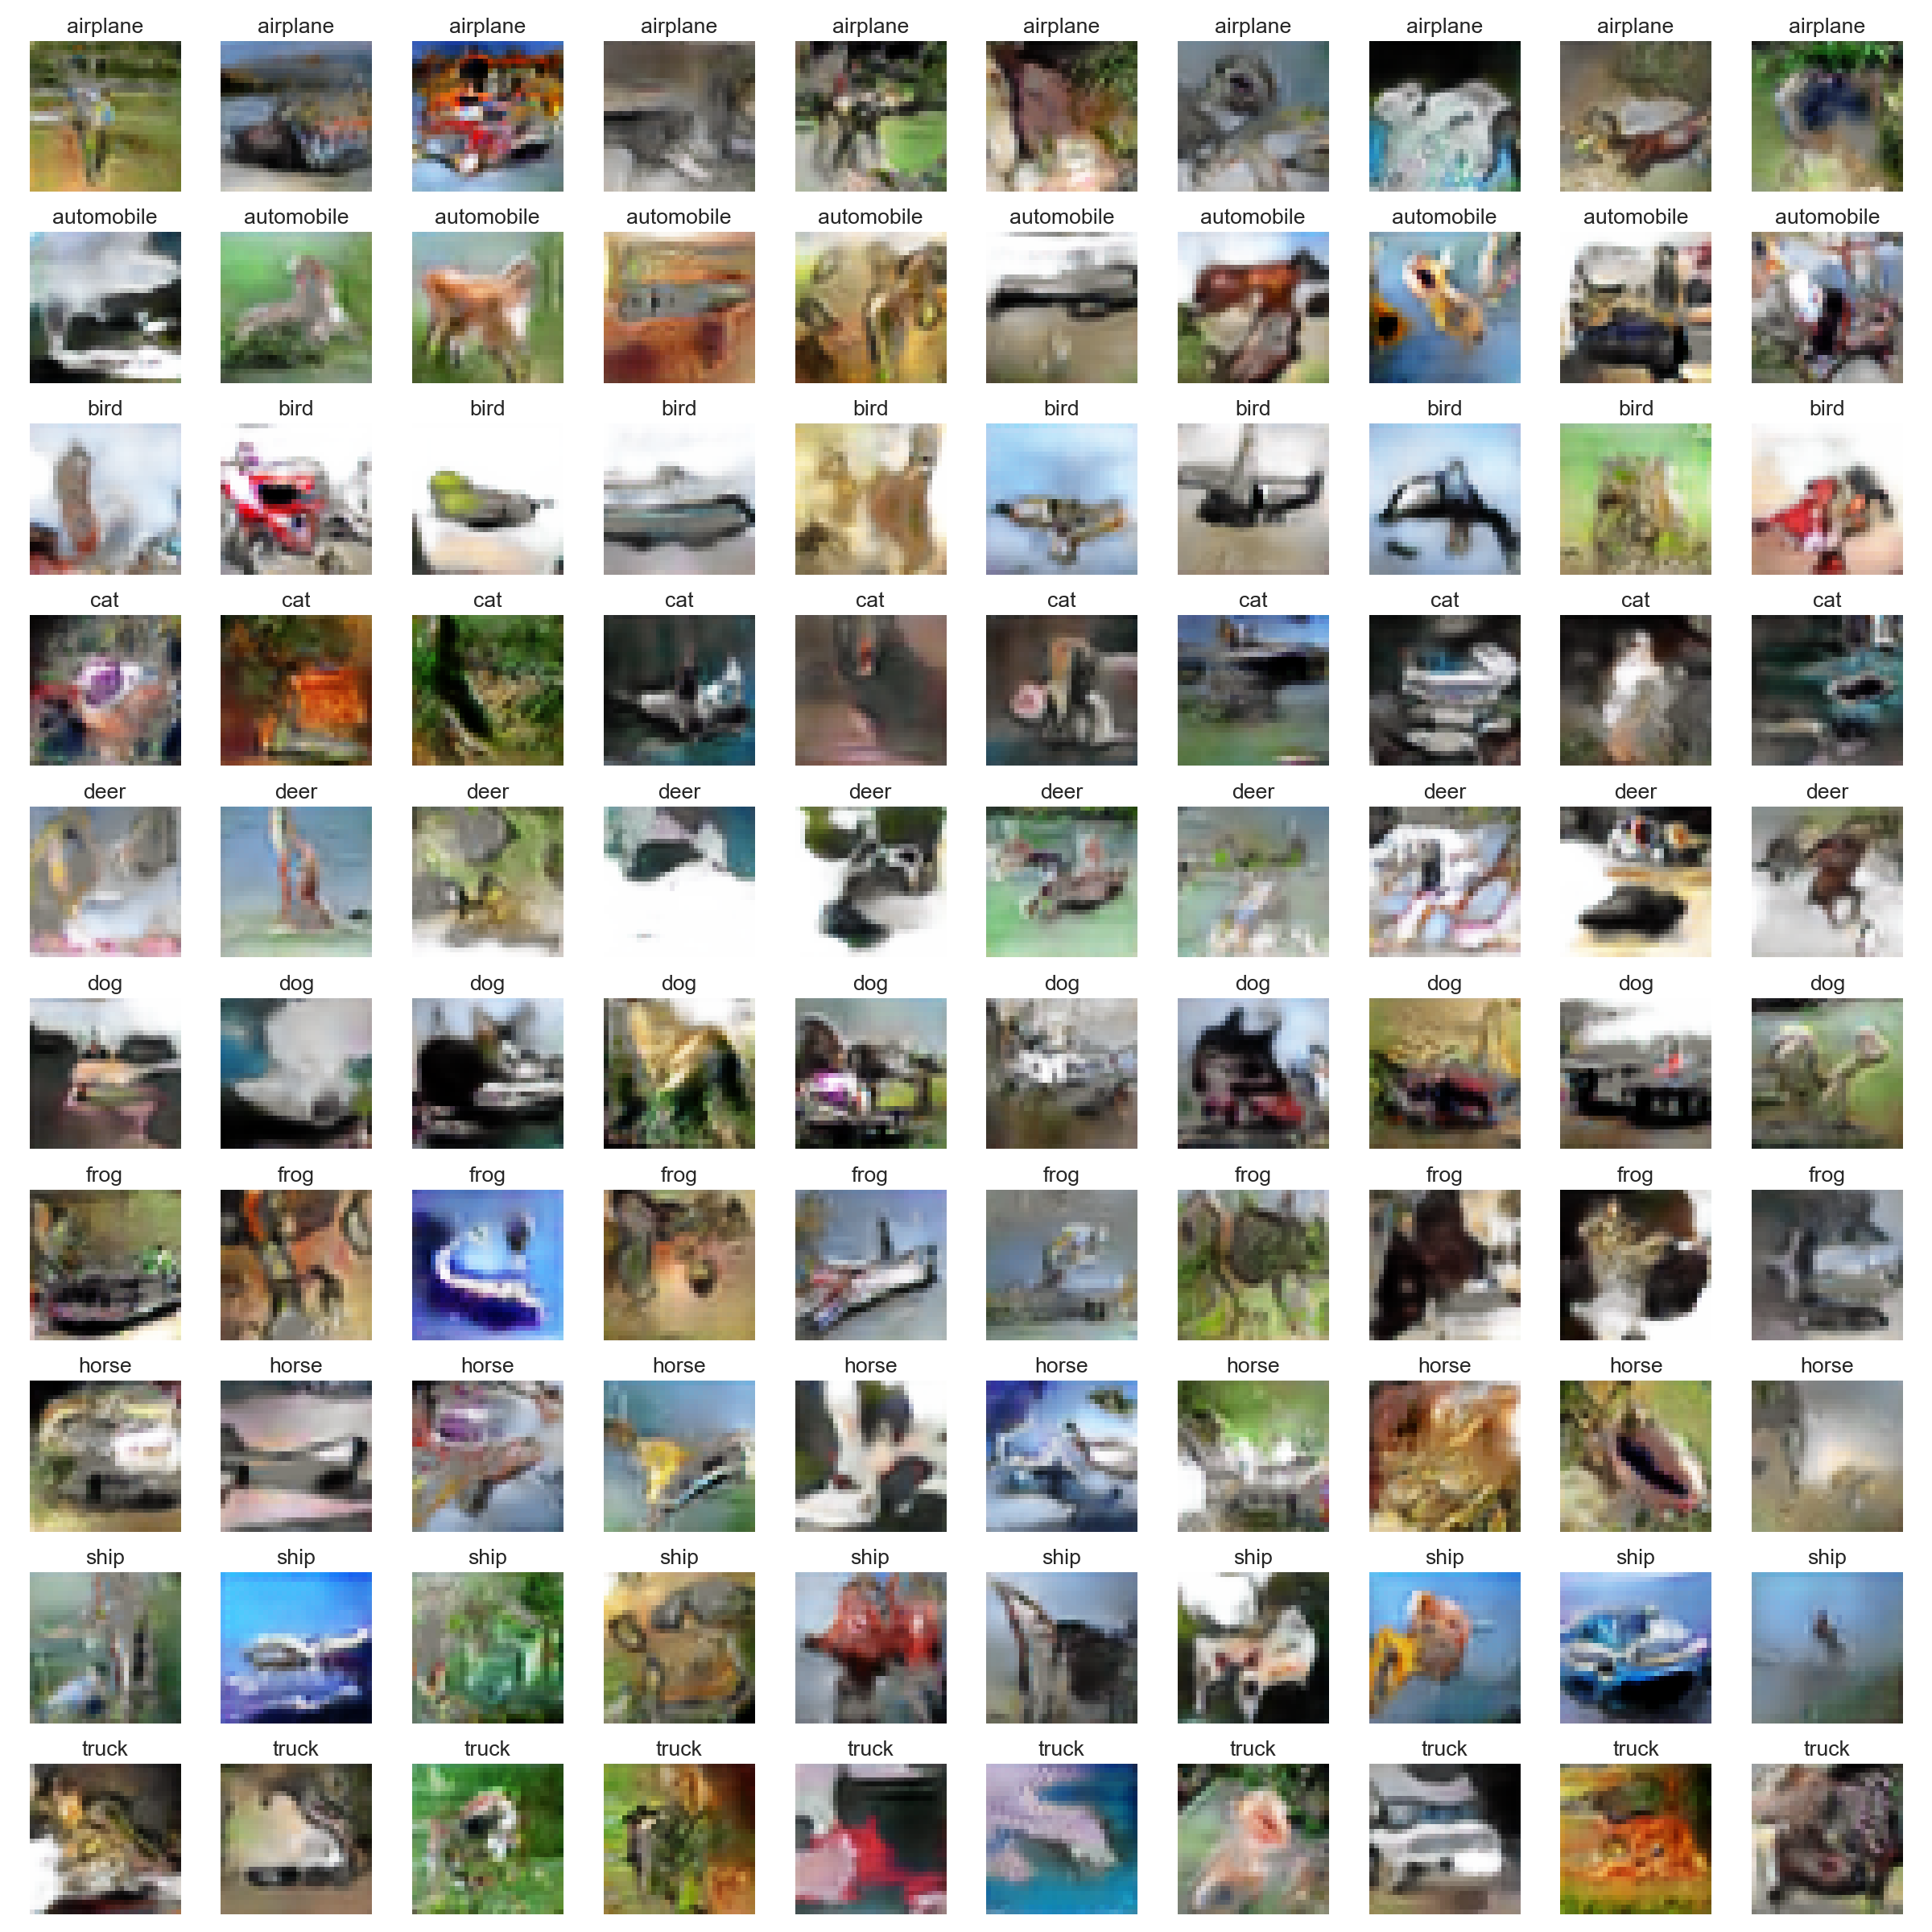 airplane airplane airplane airplane airplane airplane airplane airplane airplane airplane
automobile automobile automobile automobile automobile automobile automobile automobile automobile automobile
bird bird bird bird bird bird bird bird bird bird
cat cat cat cat cat cat cat cat cat cat
deer deer deer deer deer deer deer deer deer deer
dog dog dog dog dog dog dog dog dog dog
frog frog frog frog frog frog frog frog frog frog
horse horse horse horse horse horse horse horse horse horse
ship ship ship ship ship ship ship ship ship ship
truck truck truck truck truck truck truck truck truck truck